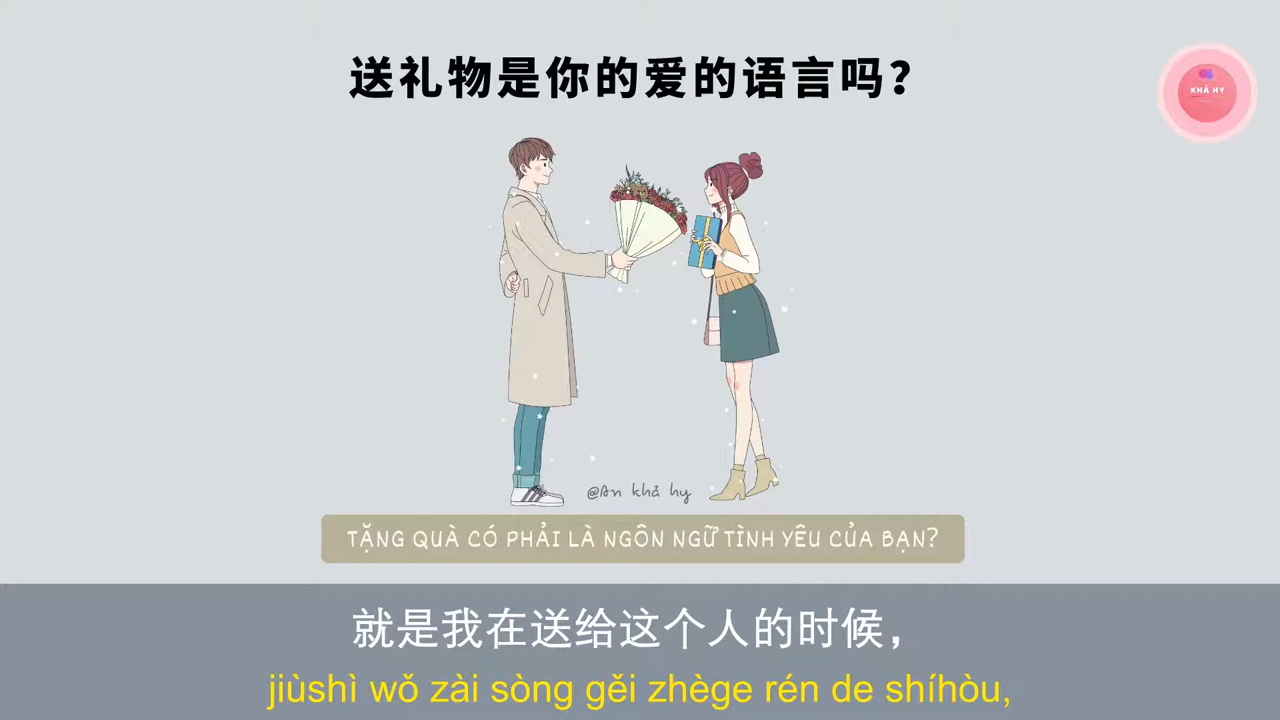 送礼物是你的爱的语言吗？
KHẢ HY
@An khả hy
TẶNG QUÀ CÓ PHẢI LÀ NGÔN NGỮ TÌNH YÊU CỦA BẠN?
就是我在送给这个人的时候，
jiùshì wǒ zài sòng gěi zhège rén de shíhòu,